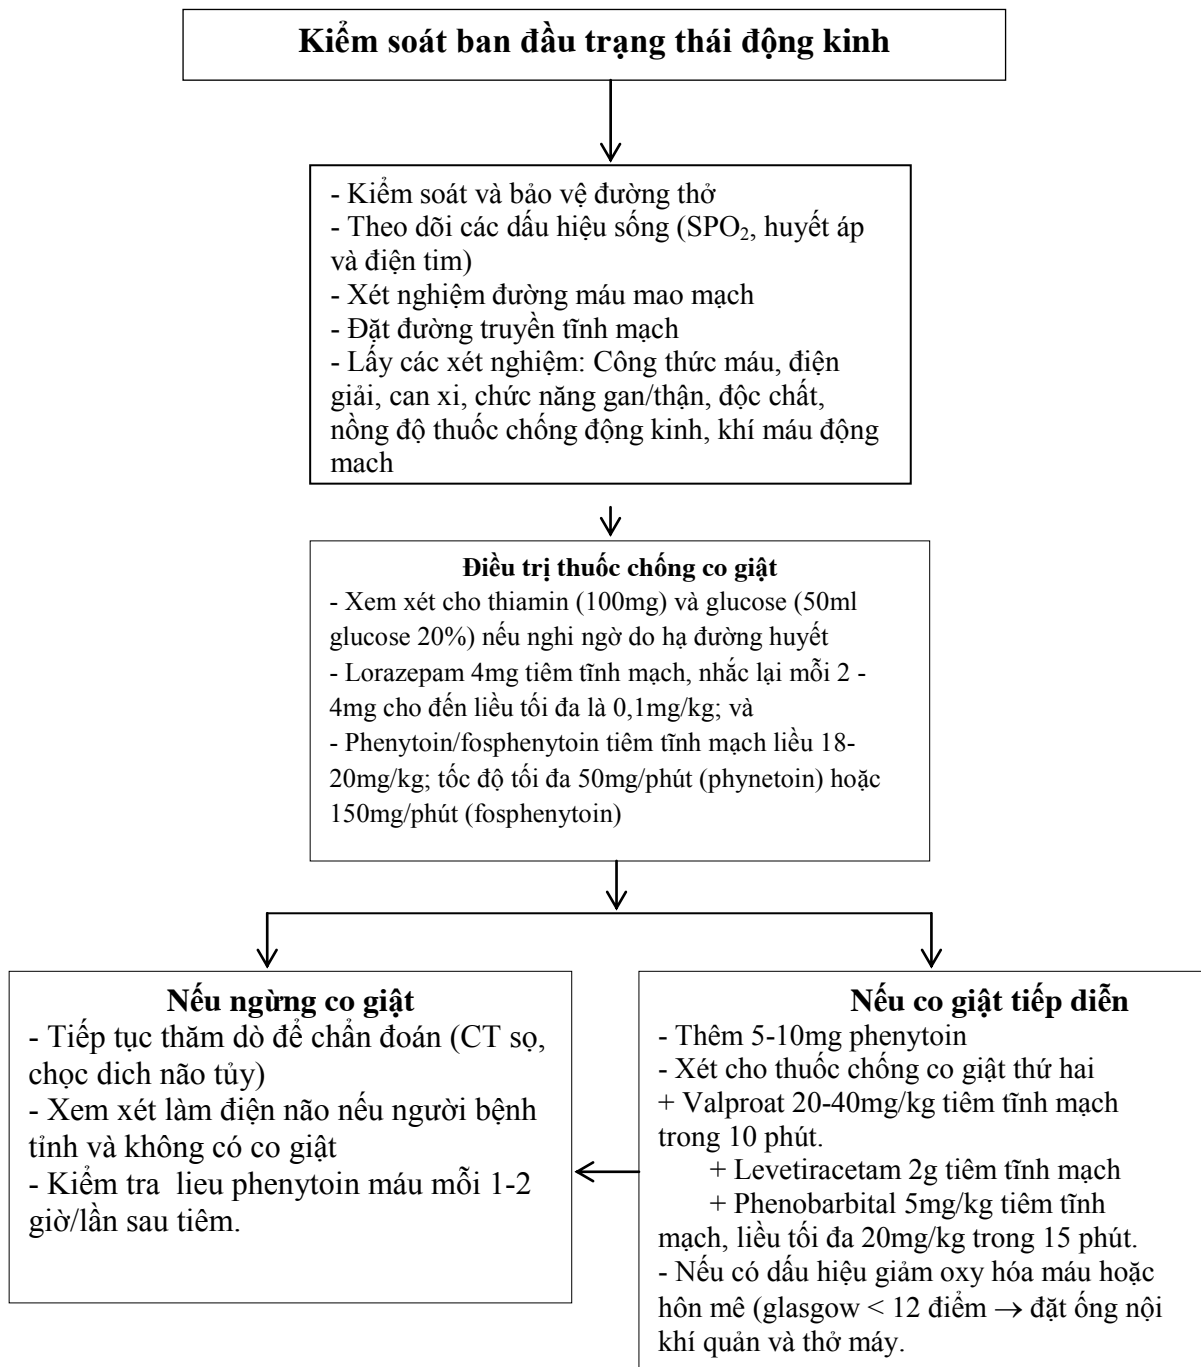 Kiểm soát ban đầu trạng thái động kinh
- Kiểm soát và bảo vệ đường thở
- Theo dõi các dấu hiệu sống (SPO₂, huyết áp
và điện tim)
- Xét nghiệm đường máu mao mạch
- Đặt đường truyền tĩnh mạch
- Lấy các xét nghiệm: Công thức máu, điện
giải, can xi, chức năng gan/thận, độc chất,
nồng độ thuốc chống động kinh, khí máu động
mach
Điều trị thuốc chống co giật
- Xem xét cho thiamin (100mg) và glucose (50ml
glucose 20%) nếu nghi ngờ do hạ đường huyết
- Lorazepam 4mg tiêm tĩnh mạch, nhắc lại mỗi 2 -
4mg cho đến liều tối đa là 0,1mg/kg; và
- Phenytoin/fosphenytoin tiêm tĩnh mạch liều 18-
20mg/kg; tốc độ tối đa 50mg/phút (phynetoin) hoặc
150mg/phút (fosphenytoin)
Nếu ngừng co giật
- Tiếp tục thăm dò để chẩn đoán (CT sọ,
chọc dich não tủy)
- Xem xét làm điện não nếu người bệnh
tỉnh và không có co giật
- Kiểm tra lieu phenytoin máu mỗi 1-2
giờ/lần sau tiêm.
Nếu co giật tiếp diễn
- Thêm 5-10mg phenytoin
- Xét cho thuốc chống co giật thứ hai
+ Valproat 20-40mg/kg tiêm tĩnh mạch
trong 10 phút.
+ Levetiracetam 2g tiêm tĩnh mạch
+ Phenobarbital 5mg/kg tiêm tĩnh
mạch, liều tối đa 20mg/kg trong 15 phút.
- Nếu có dấu hiệu giảm oxy hóa máu hoặc
hôn mê (glasgow < 12 điểm → đặt ống nội
khí quản và thở máy.